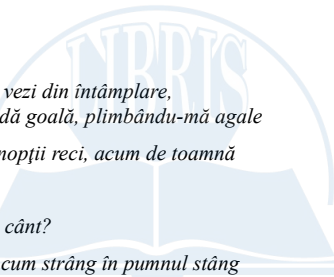 LIBRIS
vezi din întâmplare,
dă goală, plimbându-mă agale
nopții reci, acum de toamnă
cânt?
cum strâng în pumnul stâng